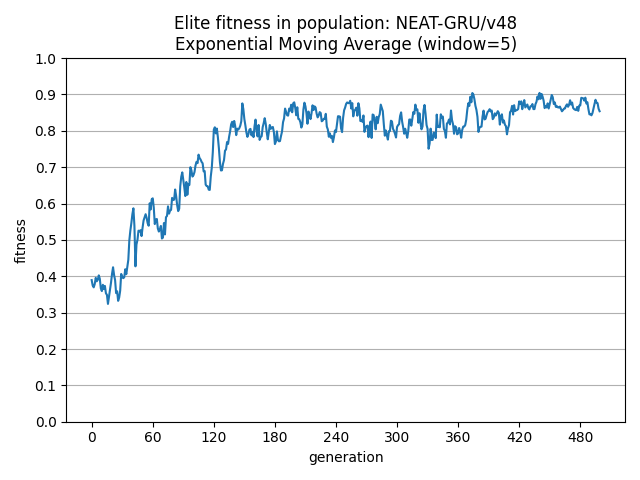 Elite fitness in population: NEAT-GRU/v48
Exponential Moving Average (window=5)
fitness
1.0
0.9
0.8
0.7
0.6
0.5
0.4
0.3
0.2
0.1
0.0
0 60 120 180 240 300 360 420 480
generation